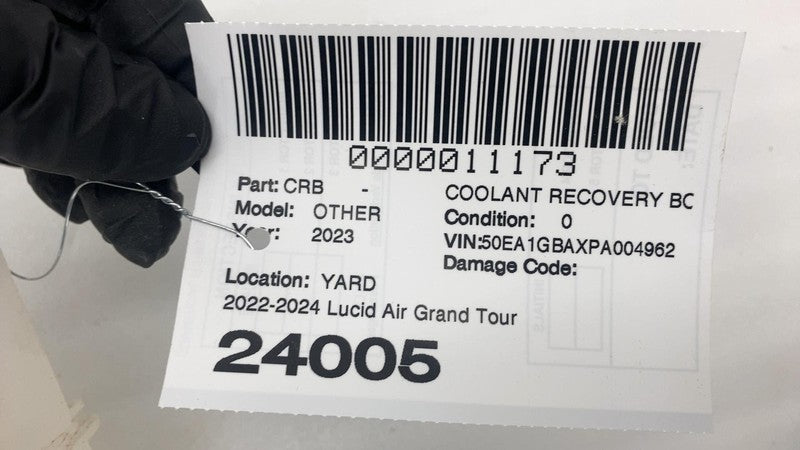 0000011173
Part: CRB -
COOLANT RECOVERY BO
Model: OTHER
Condition: 0
Year: 2023
VIN:50EA1GBAXPA004962
Damage Code:
Location: YARD
2022-2024 Lucid Air Grand Tour
24005